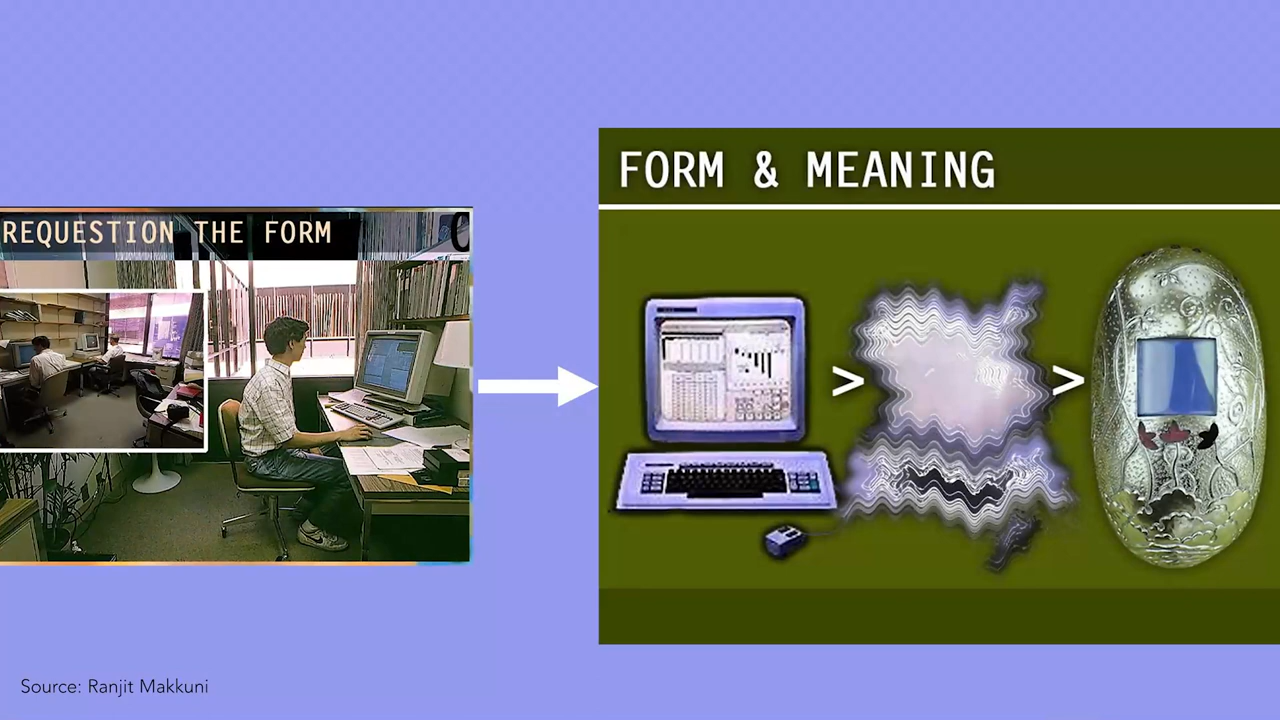 REQUESTION THE FORM
FORM & MEANING
> >
Source: Ranjit Makkuni